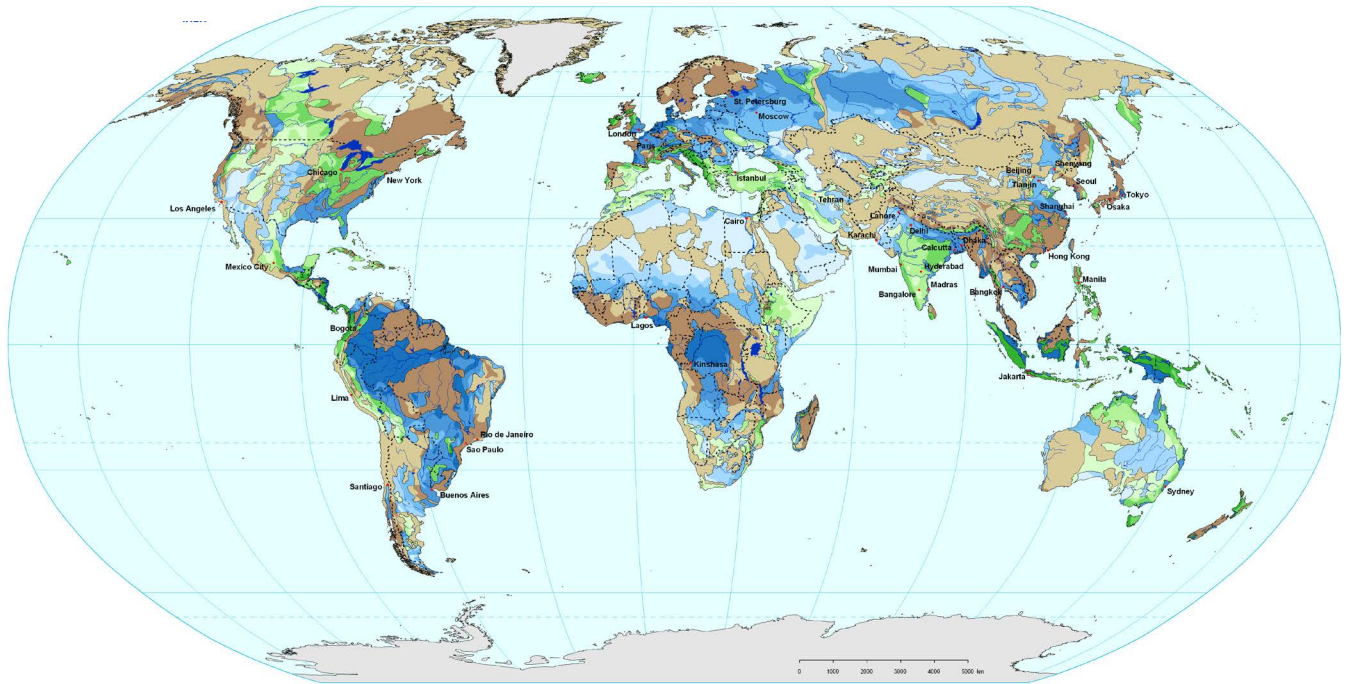 St. Petersburg
Moscow
London
Paris
Chicago
New York
Istanbul
Beijing
Shenyang
Tianjin
Seoul
Tokyo
Los Angeles
Tehran
Lahore
Shanghai
Osaka
Cairo
Karachi
Delhi
Dhaka
Calcutta
Hong Kong
Mexico City
Mumbai
Hyderabad
Manila
Bangalore
Madras
Bangkok
Bogota
Lagos
Kinshasa
Jakarta
Lima
Rio de Janeiro
Sao Paulo
Santiago
Buenos Aires
Sydney
0 1000 2000 3000 4000 5000 km